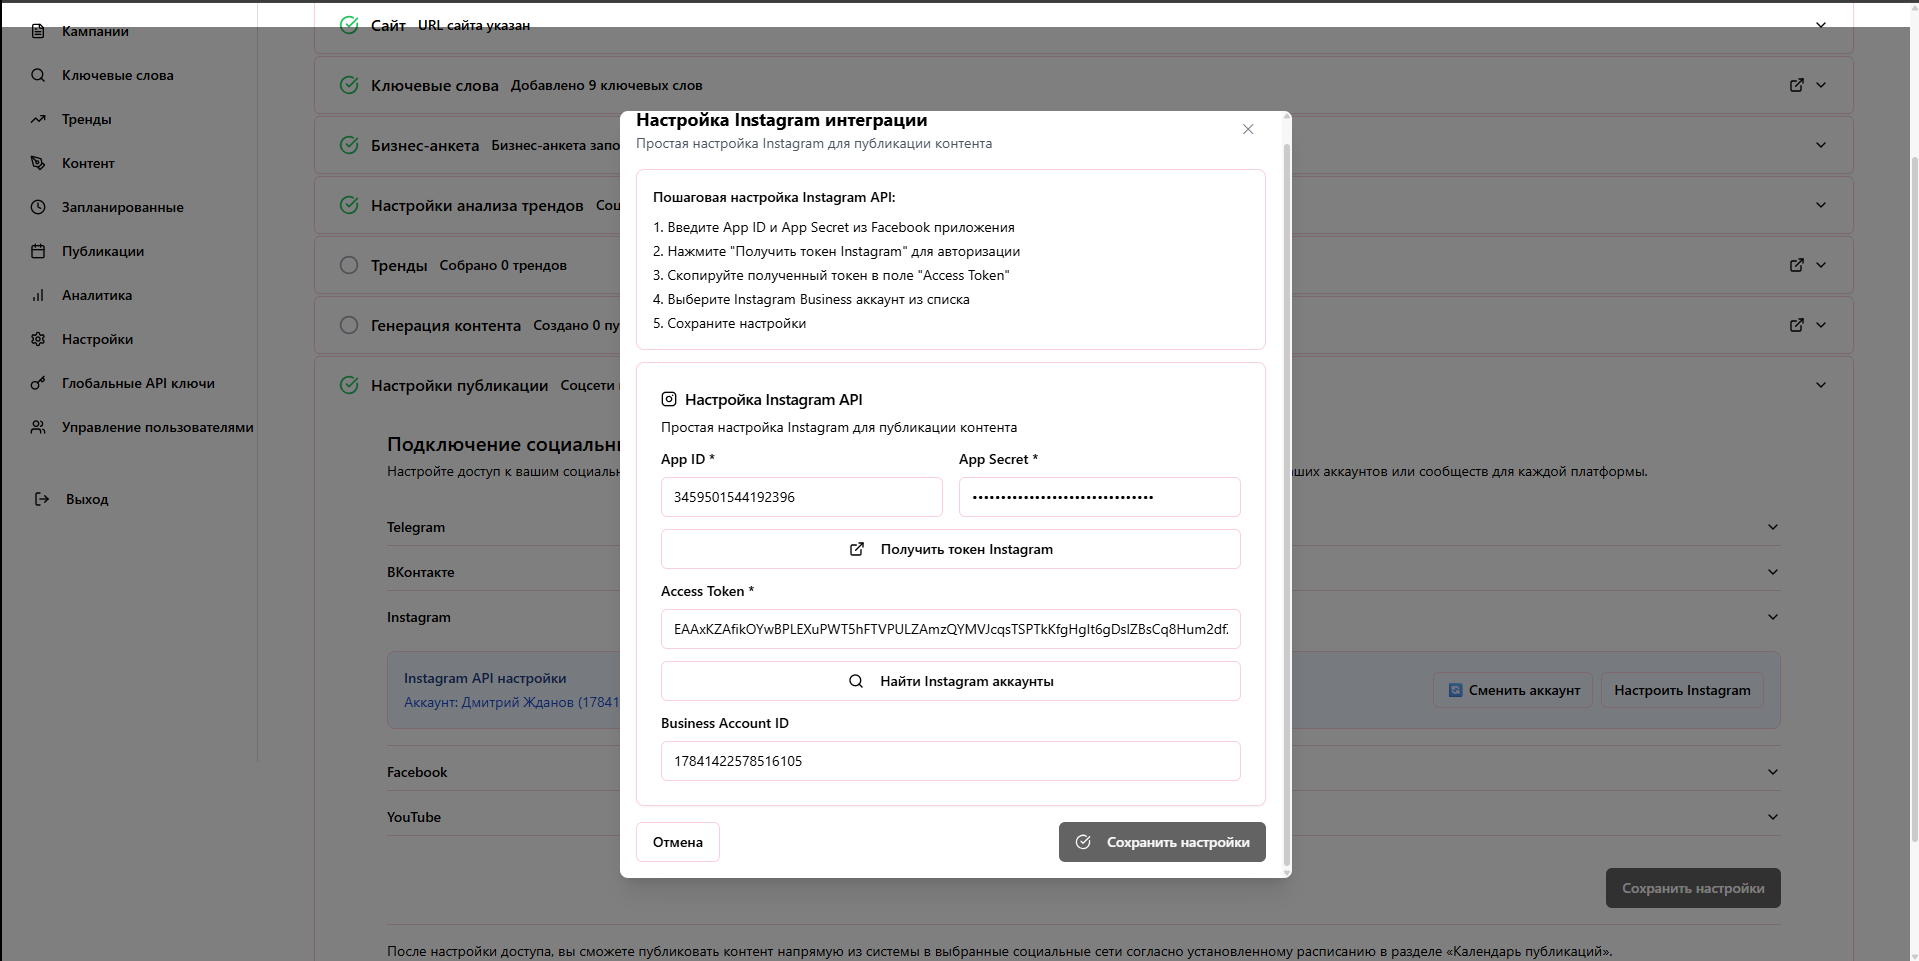 Кампании
Ключевые слова
Тренды
Контент
Запланированные
Публикации
Аналитика
Настройки
Глобальные API ключи
Управление пользователями
Выход
Сайт URL сайта указан
Ключевые слова Добавлено 9 ключевых слов
Бизнес-анкета Бизнес-анкета запо
Настройки анализа трендов Соц
Тренды Собрано 0 трендов
Генерация контента Создано 0 пу
Настройки публикации Соцсети
Подключение социальн
Настройте доступ к вашим социальн
ших аккаунтов или сообществ для каждой платформы.
Telegram
ВКонтакте
Instagram
Instagram API настройки
Аккаунт: Дмитрий Жданов (17841
Сменить аккаунт
Настроить Instagram
Facebook
YouTube
Сохранить настройки
После настройки доступа, вы сможете публиковать контент напрямую из системы в выбранные социальные сети согласно установленному расписанию в разделе «Календарь публикаций».
Настройка Instagram интеграции
Простая настройка Instagram для публикации контента
Пошаговая настройка Instagram API:
1. Введите App ID и App Secret из Facebook приложения
2. Нажмите "Получить токен Instagram" для авторизации
3. Скопируйте полученный токен в поле "Access Token"
4. Выберите Instagram Business аккаунт из списка
5. Сохраните настройки
Настройка Instagram API
Простая настройка Instagram для публикации контента
App ID *
App Secret *
3459501544192396
••••••••••••••••••••••••••••••••
Получить токен Instagram
Access Token *
EAAxKZAfikOYwBPLEXuPWT5hFTVPULZAmzQYMVJcqsTSPTkKfgHgIt6gDslZBsCq8Hum2df.
Найти Instagram аккаунты
Business Account ID
17841422578516105
Отмена
Сохранить настройки